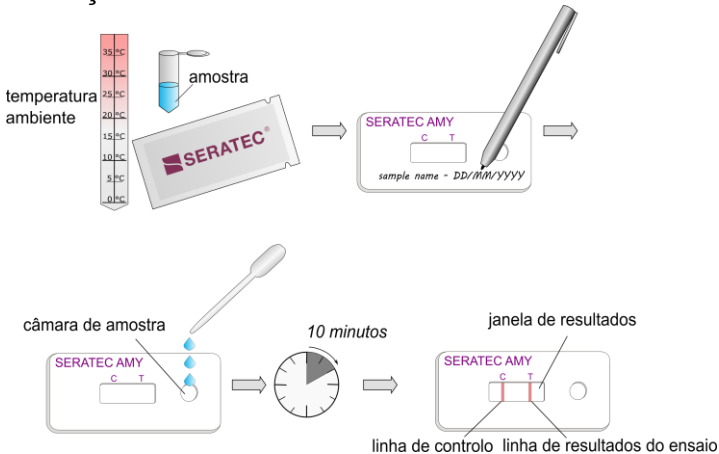 35 °C
30 °C
25 °C
20 °C
15 °C
10 °C
5 °C
0 °C
temperatura
ambiente
amostra
SERATEC®
SERATEC AMY
C T
sample name - DD/MM/YYYY
câmara de amostra
SERATEC AMY
C T
10 minutos
janela de resultados
SERATEC AMY
C T
linha de controlo
linha de resultados do ensaio